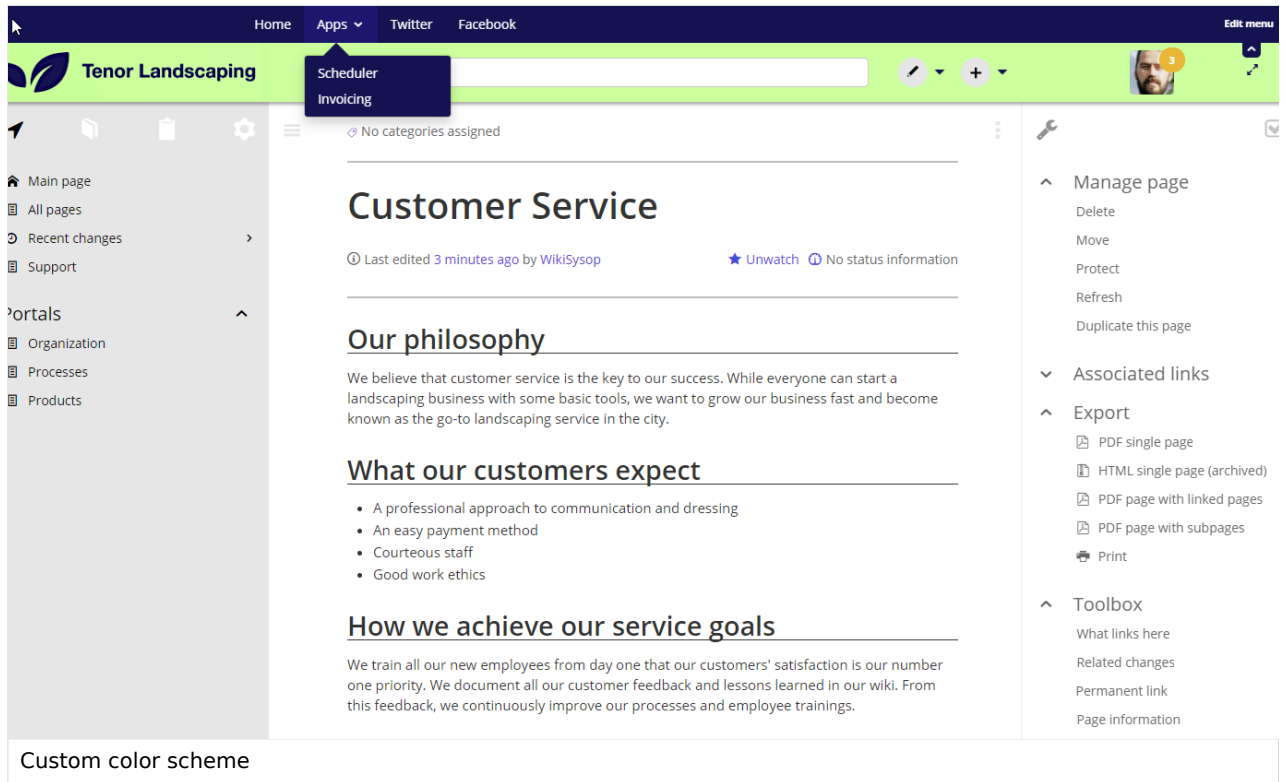 Home Apps Twitter Facebook Edit menu
Tenor Landscaping
Scheduler
Invoicing
3
No categories assigned
Main page
All pages
Recent changes
Support
Portals
Organization
Processes
Products
Customer Service
Last edited 3 minutes ago by WikiSysop
Unwatch No status information
Our philosophy
We believe that customer service is the key to our success. While everyone can start a
landscaping business with some basic tools, we want to grow our business fast and become
known as the go-to landscaping service in the city.
What our customers expect
• A professional approach to communication and dressing
• An easy payment method
• Courteous staff
• Good work ethics
How we achieve our service goals
We train all our new employees from day one that our customers' satisfaction is our number
one priority. We document all our customer feedback and lessons learned in our wiki. From
this feedback, we continuously improve our processes and employee trainings.
Manage page
Delete
Move
Protect
Refresh
Duplicate this page
Associated links
Export
PDF single page
HTML single page (archived)
PDF page with linked pages
PDF page with subpages
Print
Toolbox
What links here
Related changes
Permanent link
Page information
Custom color scheme